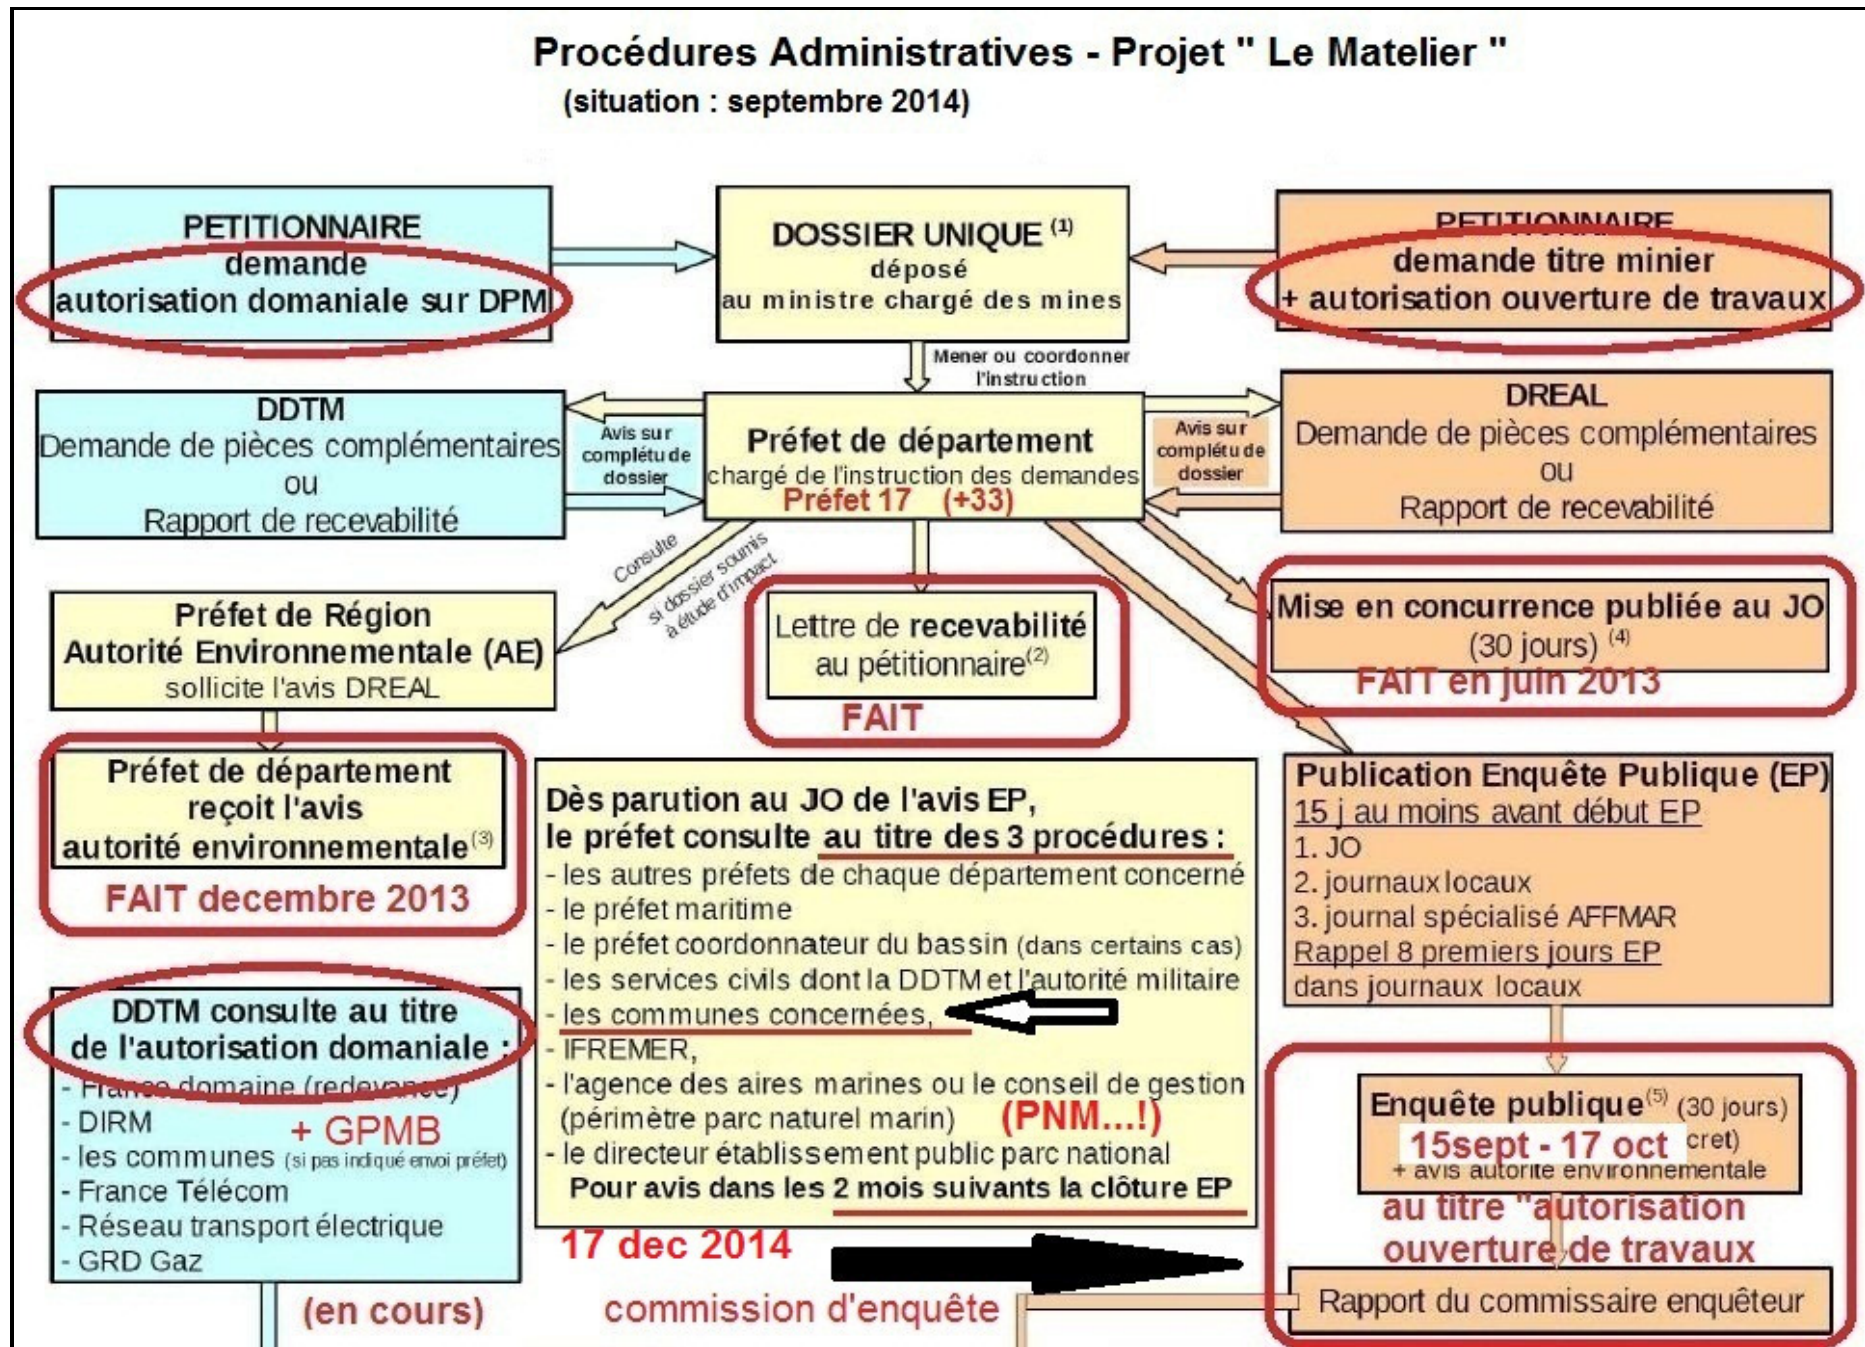 Procédures Administratives - Projet " Le Matelier "
(situation : septembre 2014)
PETITIONNAIRE
demande
autorisation domaniale sur DPM
DOSSIER UNIQUE (1)
déposé
au ministre chargé des mines
PETITIONNAIRE
demande titre minier
+ autorisation ouverture de travaux
Mener ou coordonner
l'instruction
DDTM
Demande de pièces complémentaires
ou
Rapport de recevabilité
Avis sur
complétude
dossier
Préfet de département
chargé de l'instruction des demandes
Préfet 17 (+33)
Avis sur
complétude
dossier
DREAL
Demande de pièces complémentaires
ou
Rapport de recevabilité
Consulte
si dossier soumis
à étude d'impact
Préfet de Région
Autorité Environnementale (AE)
sollicite l'avis DREAL
Lettre de recevabilité
au pétitionnaire(2)
FAIT
Mise en concurrence publiée au JO
(30 jours) (4)
FAIT en juin 2013
Préfet de département
reçoit l'avis
autorité environnementale(3)
FAIT decembre 2013
Dès parution au JO de l'avis EP,
le préfet consulte au titre des 3 procédures :
- les autres préfets de chaque département concerné
- le préfet maritime
- le préfet coordonnateur du bassin (dans certains cas)
- les services civils dont la DDTM et l'autorité militaire
- les communes concernées,
- IFREMER,
- l'agence des aires marines ou le conseil de gestion
(périmètre parc naturel marin) (PNM...!)
- le directeur établissement public parc national
Pour avis dans les 2 mois suivants la clôture EP
17 dec 2014
commission d'enquête
Publication Enquête Publique (EP)
15 j au moins avant début EP
1. JO
2. journaux locaux
3. journal spécialisé AFFMAR
Rappel 8 premiers jours EP
dans journaux locaux
DDTM consulte au titre
de l'autorisation domaniale :
- France domaine (redevance)
- DIRM
+ GPMB
- les communes (si pas indiqué envoi préfet)
- France Télécom
- Réseau transport électrique
- GRD Gaz
(en cours)
Enquête publique(5) (30 jours)
15sept - 17 oct cret)
+ avis autorité environnementale
au titre "autorisation
ouverture de travaux
Rapport du commissaire enquêteur